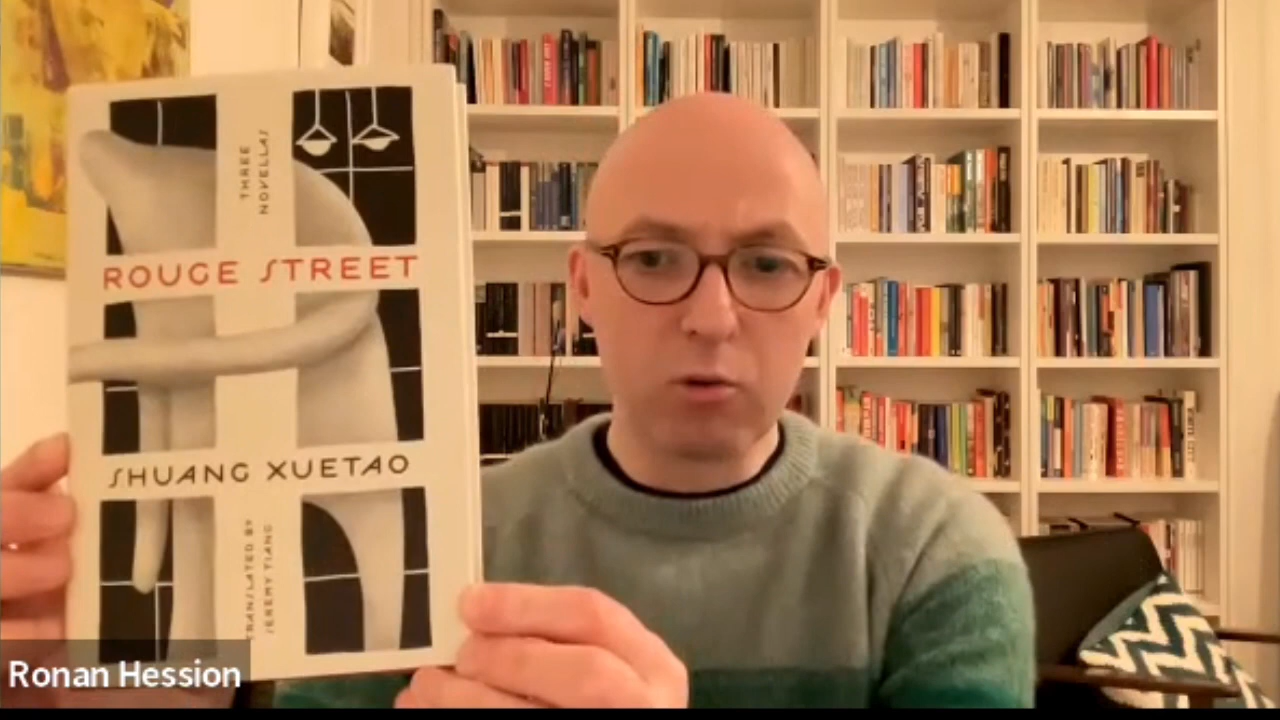 THREE
NOVELLAS
ROUGE STREET
SHUANG XUETAO
TRANSLATED BY
JEREMY TIANG
Ronan Hession